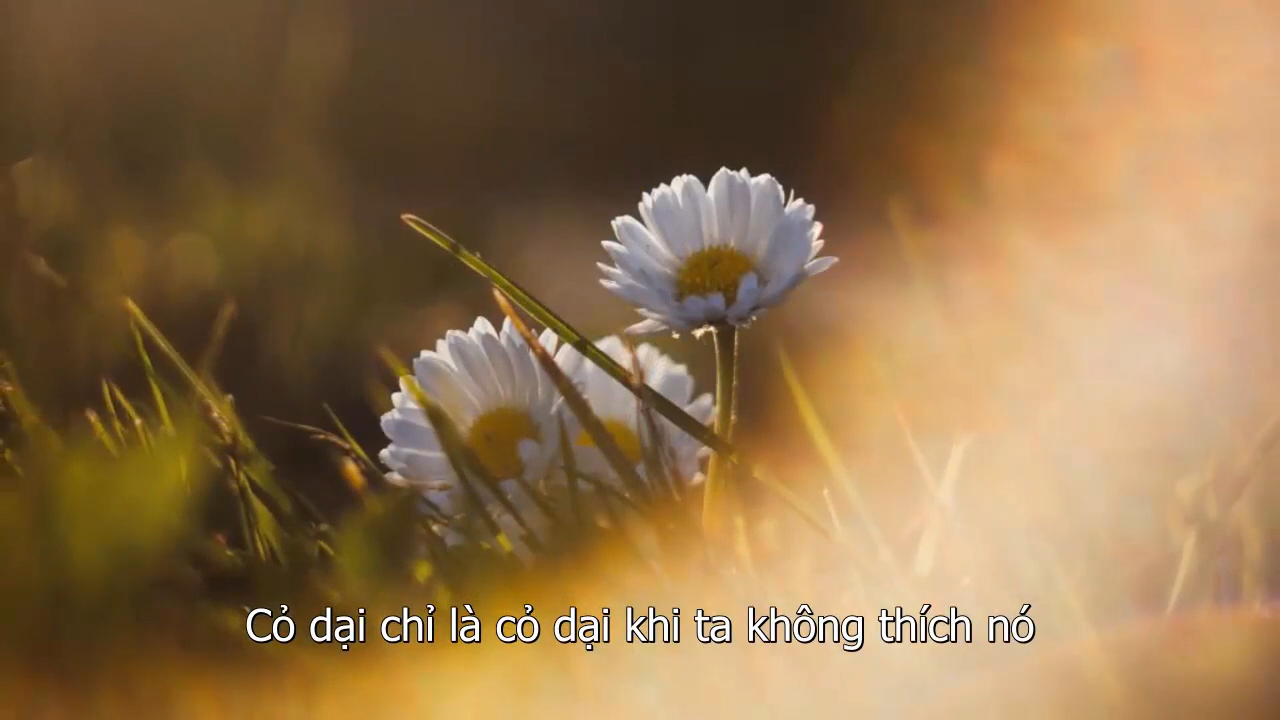 Cỏ dại chỉ là cỏ dại khi ta không thích nó